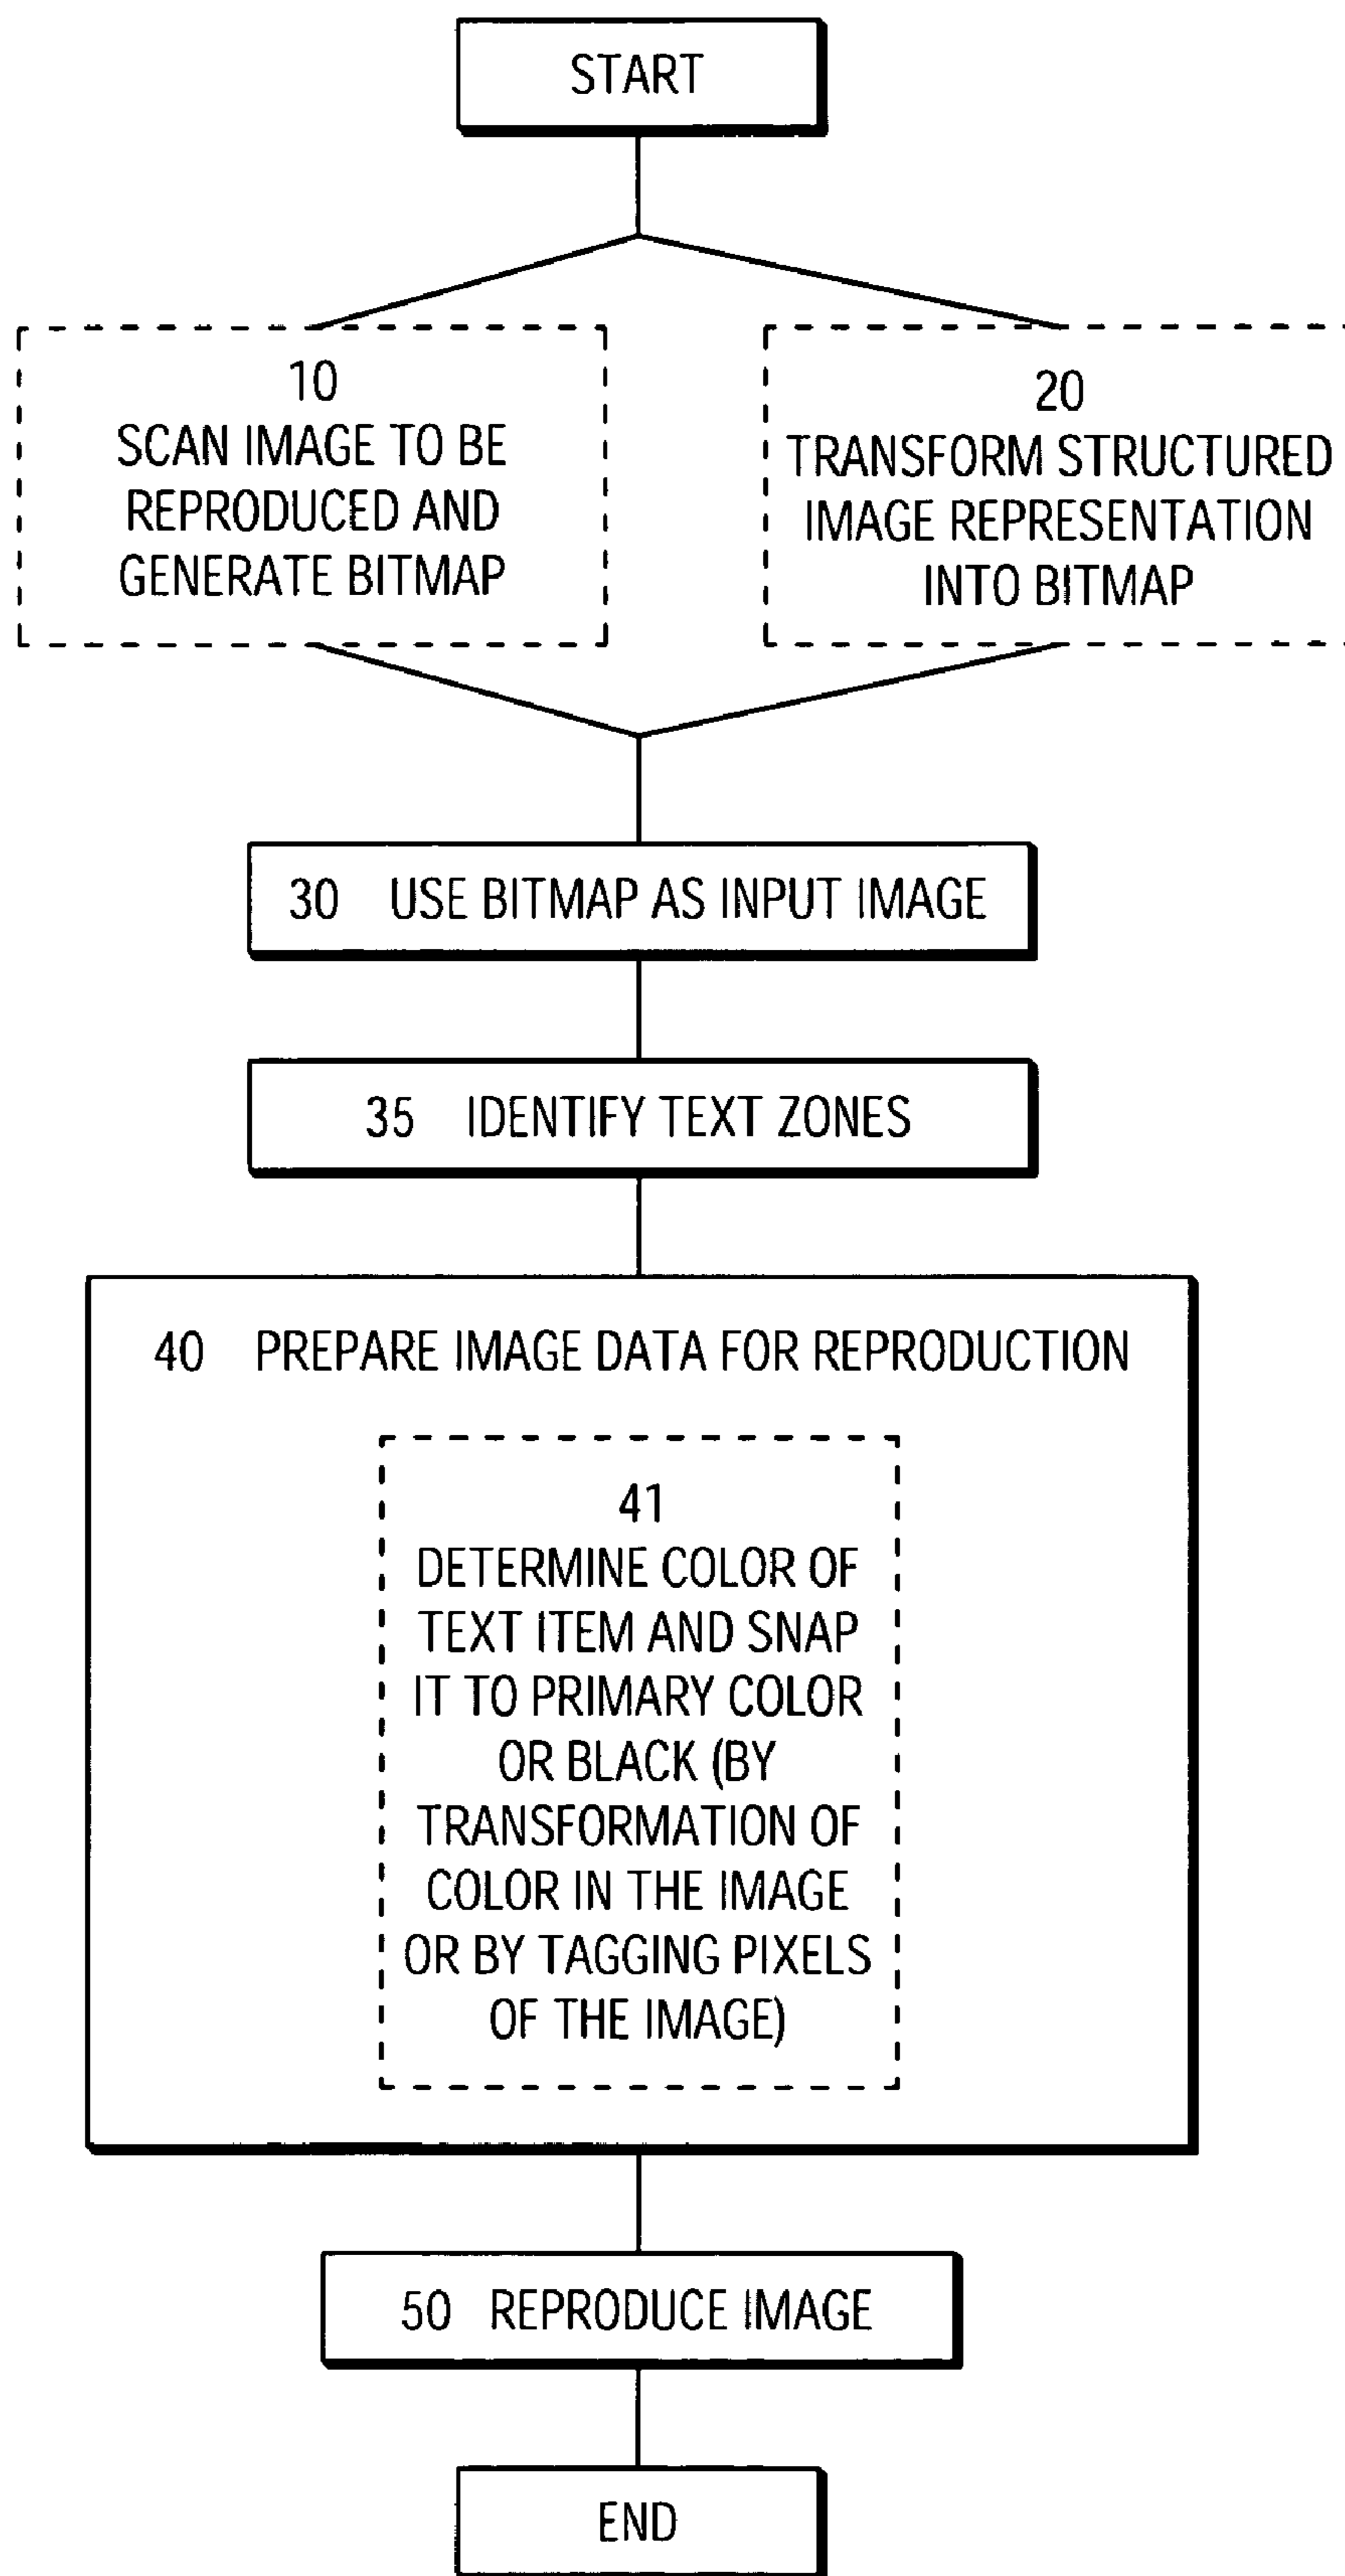 START
10
SCAN IMAGE TO BE
REPRODUCED AND
GENERATE BITMAP
20
TRANSFORM STRUCTURED
IMAGE REPRESENTATION
INTO BITMAP
30 USE BITMAP AS INPUT IMAGE
35 IDENTIFY TEXT ZONES
40 PREPARE IMAGE DATA FOR REPRODUCTION
41
DETERMINE COLOR OF
TEXT ITEM AND SNAP
IT TO PRIMARY COLOR
OR BLACK (BY
TRANSFORMATION OF
COLOR IN THE IMAGE
OR BY TAGGING PIXELS
OF THE IMAGE)
50 REPRODUCE IMAGE
END